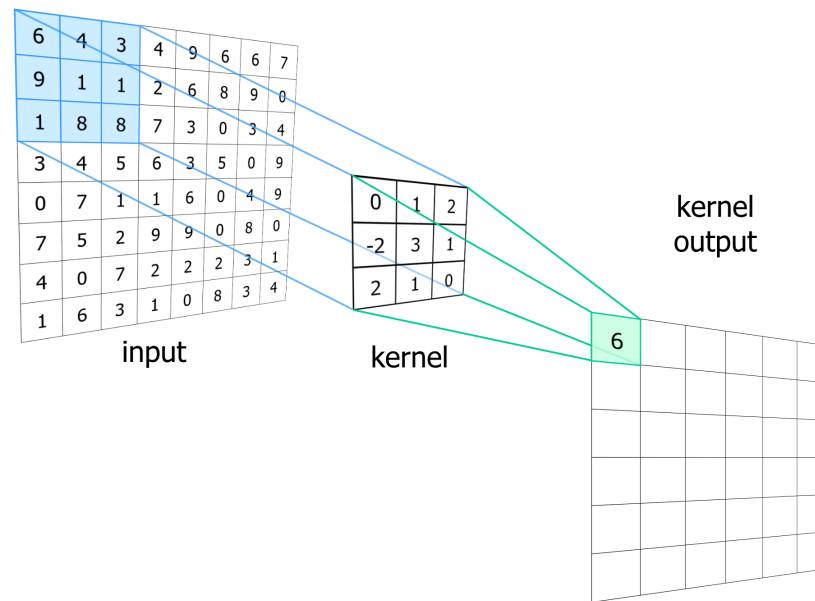 6 4 3 4 9 6 6 7
9 1 1 2 6 8 9 0
1 8 8 7 3 0 3 4
3 4 5 6 3 5 0 9
0 7 1 1 6 0 4 9
7 5 2 9 9 0 8 0
4 0 7 2 2 2 3 1
1 6 3 1 0 8 3 4
input
0 1 2
-2 3 1
2 1 0
kernel
kernel
output
6